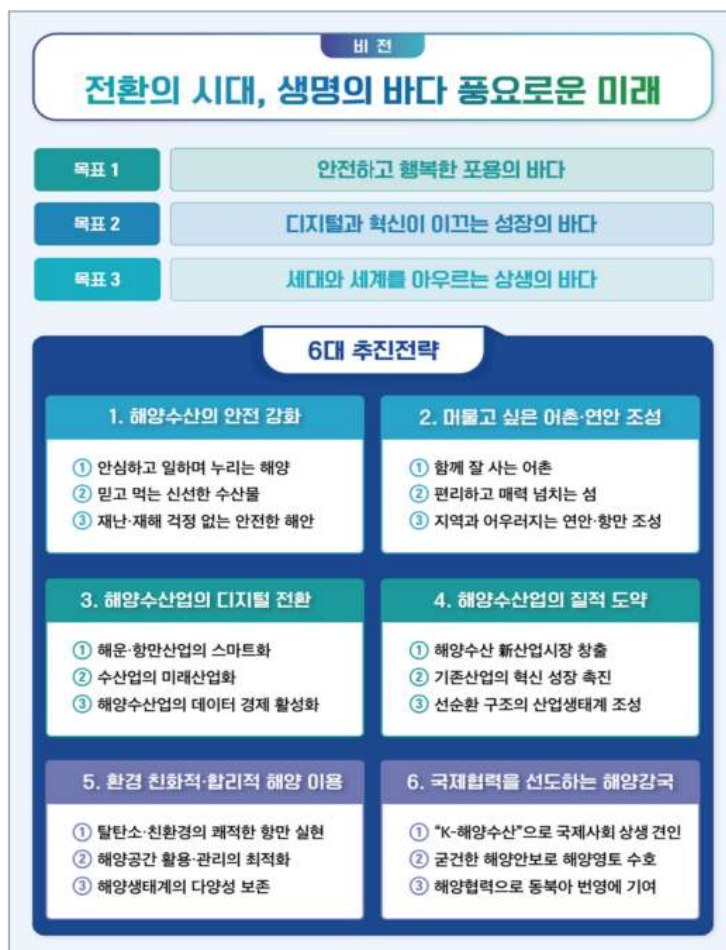 비 전
전환의 시대, 생명의 바다 풍요로운 미래
목표 1
안전하고 행복한 포용의 바다
목표 2
디지털과 혁신이 이끄는 성장의 바다
목표 3
세대와 세계를 아우르는 상생의 바다
6대 추진전략
1. 해양수산의 안전 강화
① 안심하고 일하며 누리는 해양
② 믿고 먹는 신선한 수산물
③ 재난·재해 걱정 없는 안전한 해안
2. 머물고 싶은 어촌·연안 조성
① 함께 잘 사는 어촌
② 편리하고 매력 넘치는 섬
③ 지역과 어우러지는 연안·항만 조성
3. 해양수산업의 디지털 전환
① 해운·항만산업의 스마트화
② 수산업의 미래산업화
③ 해양수산업의 데이터 경제 활성화
4. 해양수산업의 질적 도약
① 해양수산 新산업시장 창출
② 기존산업의 혁신 성장 촉진
③ 선순환 구조의 산업생태계 조성
5. 환경 친화적·합리적 해양 이용
① 탈탄소·친환경의 쾌적한 항만 실현
② 해양공간 활용·관리의 최적화
③ 해양생태계의 다양성 보존
6. 국제협력을 선도하는 해양강국
① “K-해양수산”으로 국제사회 상생 견인
② 굳건한 해양안보로 해양영토 수호
③ 해양협력으로 동북아 번영에 기여